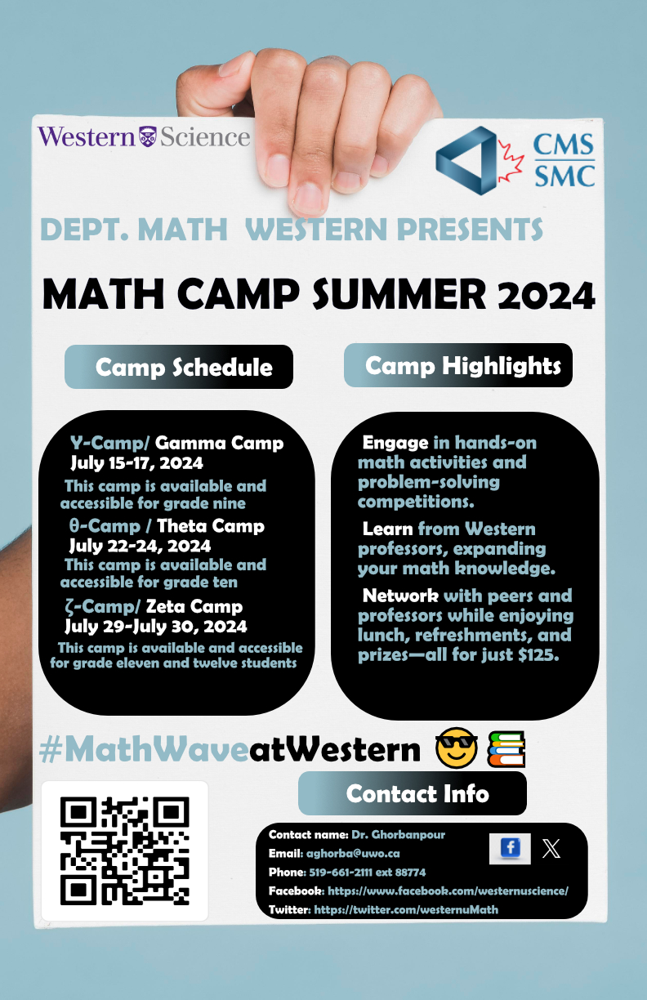 Western Science
CMS
SMC
DEPT. MATH WESTERN PRESENTS
MATH CAMP SUMMER 2024
Camp Schedule
Υ-Camp/ Gamma Camp
July 15-17, 2024
This camp is available and
accessible for grade nine
θ-Camp / Theta Camp
July 22-24, 2024
This camp is available and
accessible for grade ten
ζ-Camp/ Zeta Camp
July 29-July 30, 2024
This camp is available and accessible
for grade eleven and twelve students
Camp Highlights
Engage in hands-on
math activities and
problem-solving
competitions.
Learn from Western
professors, expanding
your math knowledge.
Network with peers and
professors while enjoying
lunch, refreshments, and
prizes—all for just $125.
#MathWaveatWestern 😎 📚
Contact Info
Contact name: Dr. Ghorbanpour
Email: aghorba@uwo.ca
Phone: 519-661-2111 ext 88774
Facebook: https://www.facebook.com/westernuscience/
Twitter: https://twitter.com/westernuMath